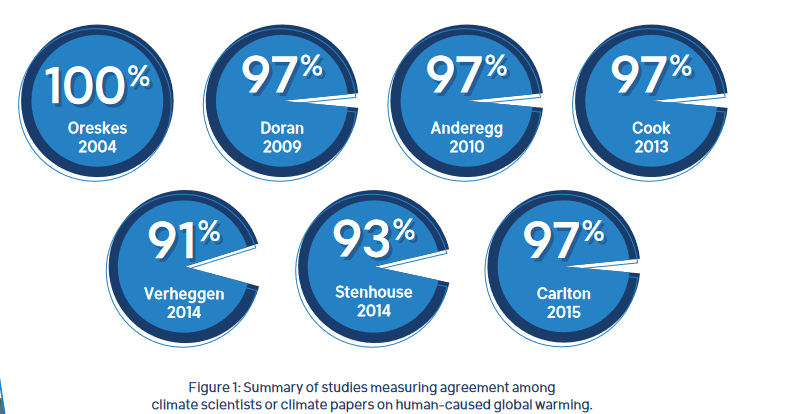 100%
Oreskes
2004
97%
Doran
2009
97%
Anderegg
2010
97%
Cook
2013
91%
Verheggen
2014
93%
Stenhouse
2014
97%
Carlton
2015
Figure 1: Summary of studies measuring agreement among
climate scientists or climate papers on human-caused global warming.